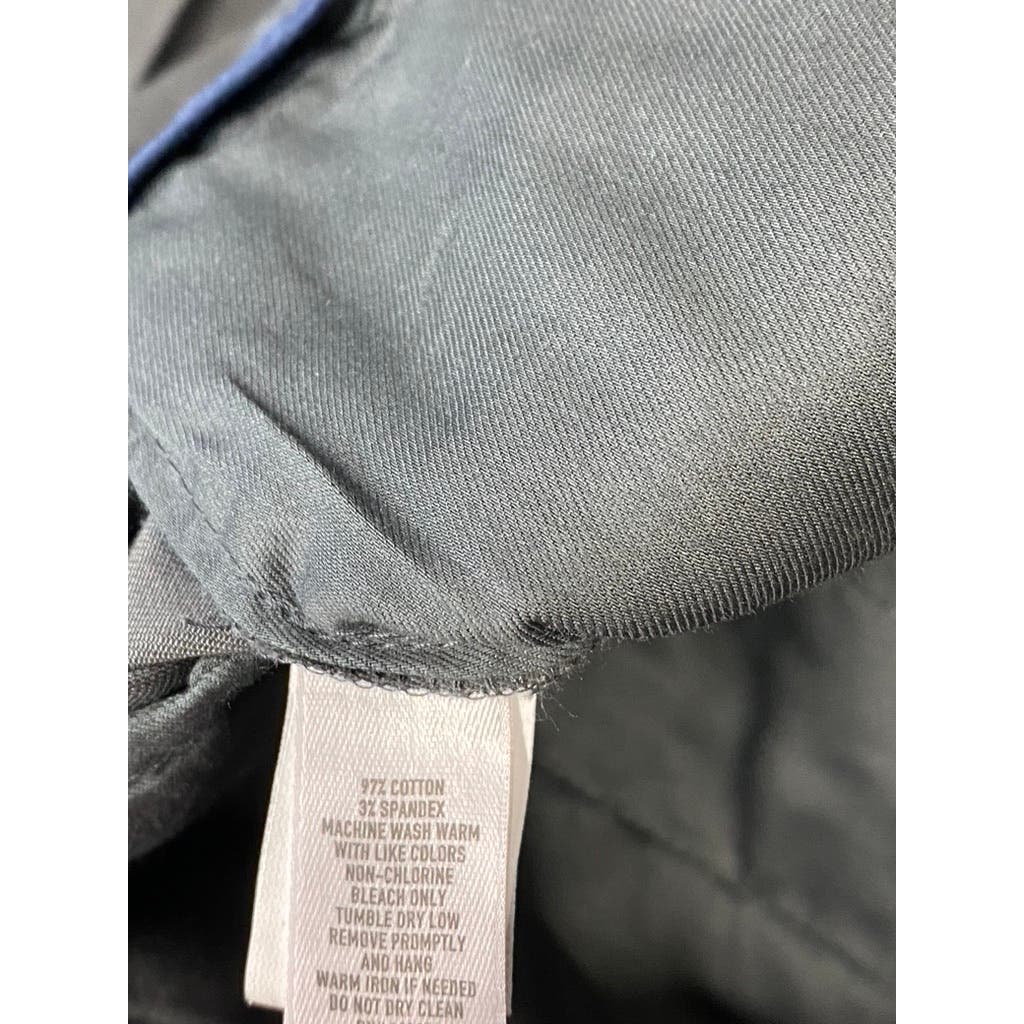 97% COTTON
3% SPANDEX
MACHINE WASH WARM
WITH LIKE COLORS
NON-CHLORINE
BLEACH ONLY
TUMBLE DRY LOW
REMOVE PROMPTLY
AND HANG
WARM IRON IF NEEDED
DO NOT DRY CLEAN